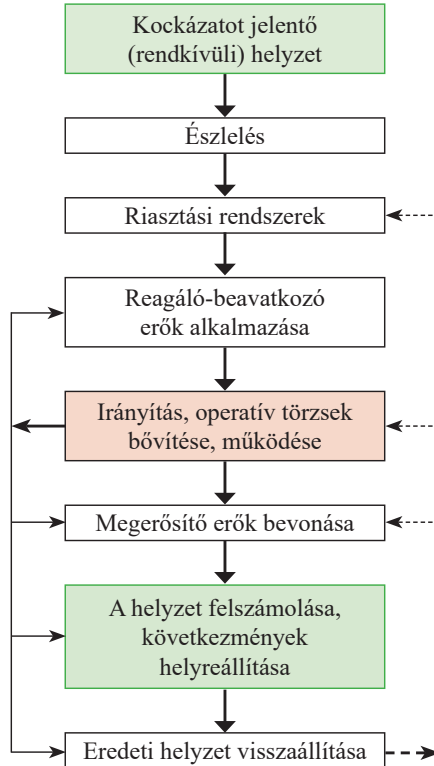 Kockázatot jelentő
(rendkívüli) helyzet
Észlelés
Riasztási rendszerek
Reagáló-beavatkozó
erők alkalmazása
Irányítás, operatív törzsek
bővítése, működése
Megerősítő erők bevonása
A helyzet felszámolása,
következmények
helyreállítása
Eredeti helyzet visszaállítása